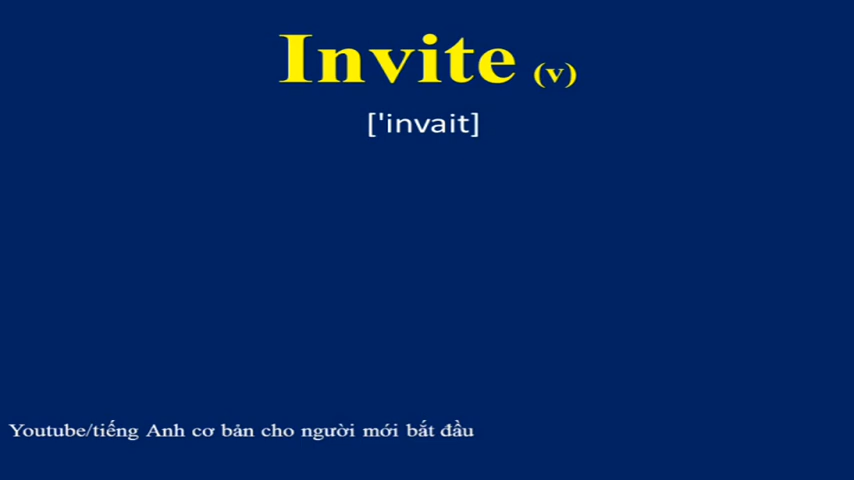 Invite (v)
['invait]
Youtube/tiếng Anh cơ bản cho người mới bắt đầu